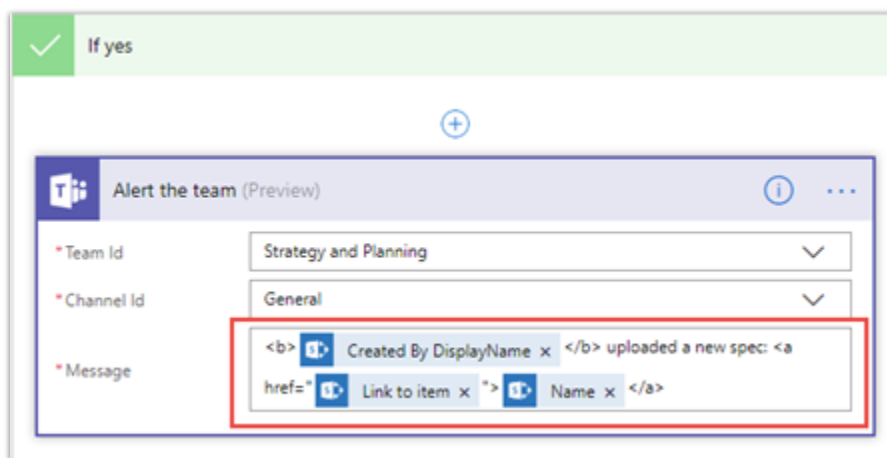 If yes
Alert the team (Preview)
*Team Id
Strategy and Planning
*Channel Id
General
*Message
<b> Created By DisplayName × </b> uploaded a new spec: <a
href=" Link to item × "> Name × </a>